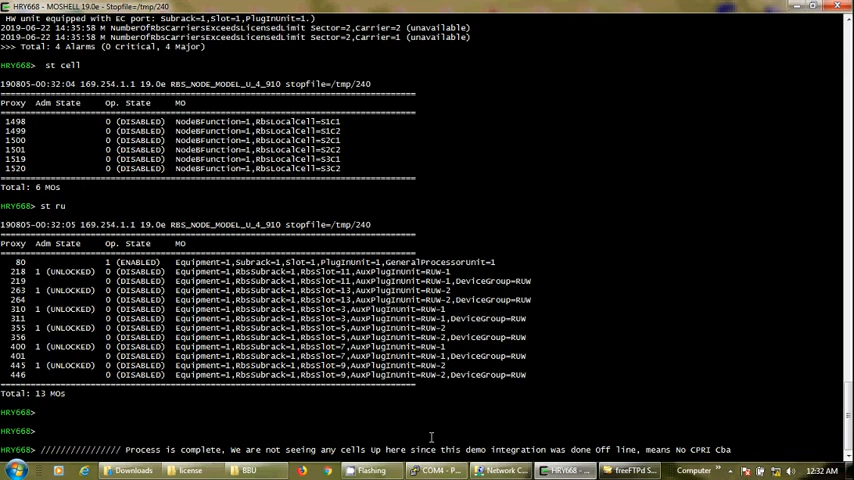 HRY668 - MOSHELL 19.0e - Stopfile=/tmp/240
HW unit equipped with EC port: Subrack=1,Slot=1,PlugInUnit=1.)
2019-06-22 14:35:58 M NumberOfRbsCarriersExceedsLicensedLimit Sector=2,Carrier=2 (unavailable)
2019-06-22 14:35:58 M NumberOfRbsCarriersExceedsLicensedLimit Sector=2,Carrier=1 (unavailable)
>>> Total: 4 Alarms (0 Critical, 4 Major)
HRY668>  st cell
190805-00:32:04 169.254.1.1 19.0e RBS_NODE_MODEL_U_4_910 stopfile=/tmp/240
Proxy  Adm State     Op. State     MO
1498                 0 (DISABLED)  NodeBFunction=1,RbsLocalCell=S1C1
1499                 0 (DISABLED)  NodeBFunction=1,RbsLocalCell=S1C2
1500                 0 (DISABLED)  NodeBFunction=1,RbsLocalCell=S2C1
1501                 0 (DISABLED)  NodeBFunction=1,RbsLocalCell=S2C2
1519                 0 (DISABLED)  NodeBFunction=1,RbsLocalCell=S3C1
1520                 0 (DISABLED)  NodeBFunction=1,RbsLocalCell=S3C2
Total: 6 MOs
HRY668> st ru
190805-00:32:05 169.254.1.1 19.0e RBS_NODE_MODEL_U_4_910 stopfile=/tmp/240
Proxy  Adm State     Op. State     MO
80                   1 (ENABLED)   Equipment=1,Subrack=1,Slot=1,PlugInUnit=1,GeneralProcessorUnit=1
218  1 (UNLOCKED)  0 (DISABLED)  Equipment=1,RbsSubrack=1,RbsSlot=11,AuxPlugInUnit=RUW-1
219                  0 (DISABLED)  Equipment=1,RbsSubrack=1,RbsSlot=11,AuxPlugInUnit=RUW-1,DeviceGroup=RUW
263  1 (UNLOCKED)  0 (DISABLED)  Equipment=1,RbsSubrack=1,RbsSlot=13,AuxPlugInUnit=RUW-2
264                  0 (DISABLED)  Equipment=1,RbsSubrack=1,RbsSlot=13,AuxPlugInUnit=RUW-2,DeviceGroup=RUW
310  1 (UNLOCKED)  0 (DISABLED)  Equipment=1,RbsSubrack=1,RbsSlot=3,AuxPlugInUnit=RUW-1
311                  0 (DISABLED)  Equipment=1,RbsSubrack=1,RbsSlot=3,AuxPlugInUnit=RUW-1,DeviceGroup=RUW
355  1 (UNLOCKED)  0 (DISABLED)  Equipment=1,RbsSubrack=1,RbsSlot=5,AuxPlugInUnit=RUW-2
356                  0 (DISABLED)  Equipment=1,RbsSubrack=1,RbsSlot=5,AuxPlugInUnit=RUW-2,DeviceGroup=RUW
400  1 (UNLOCKED)  0 (DISABLED)  Equipment=1,RbsSubrack=1,RbsSlot=7,AuxPlugInUnit=RUW-1
401                  0 (DISABLED)  Equipment=1,RbsSubrack=1,RbsSlot=7,AuxPlugInUnit=RUW-1,DeviceGroup=RUW
445  1 (UNLOCKED)  0 (DISABLED)  Equipment=1,RbsSubrack=1,RbsSlot=9,AuxPlugInUnit=RUW-2
446                  0 (DISABLED)  Equipment=1,RbsSubrack=1,RbsSlot=9,AuxPlugInUnit=RUW-2,DeviceGroup=RUW
Total: 13 MOs
HRY668>
HRY668>
HRY668> /////////////// Process is complete, We are not seeing any cells Up here since this demo integration was done Off line, means No CPRI Cba
Downloads license BBU Flashing COM4 - P... Network C... HRY668 - ... freeFTPd S... Computer » 12:32 AM